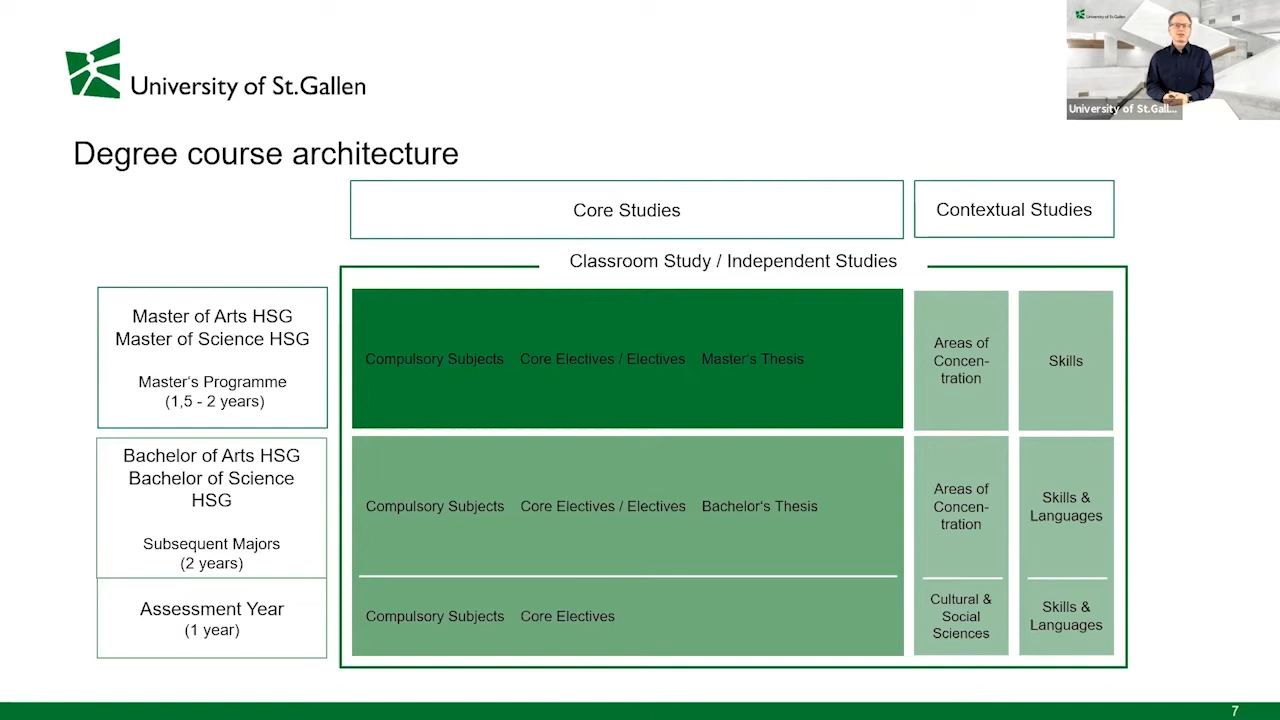 University of St.Gallen
University of St.Gallen
University of St.Gall...
Degree course architecture
Core Studies
Contextual Studies
Classroom Study / Independent Studies
Master of Arts HSG
Master of Science HSG
Master‘s Programme
(1,5 - 2 years)
Compulsory Subjects Core Electives / Electives Master‘s Thesis
Areas of
Concen-
tration
Skills
Bachelor of Arts HSG
Bachelor of Science
HSG
Subsequent Majors
(2 years)
Compulsory Subjects Core Electives / Electives Bachelor‘s Thesis
Areas of
Concen-
tration
Skills &
Languages
Assessment Year
(1 year)
Compulsory Subjects Core Electives
Cultural &
Social
Sciences
Skills &
Languages
7